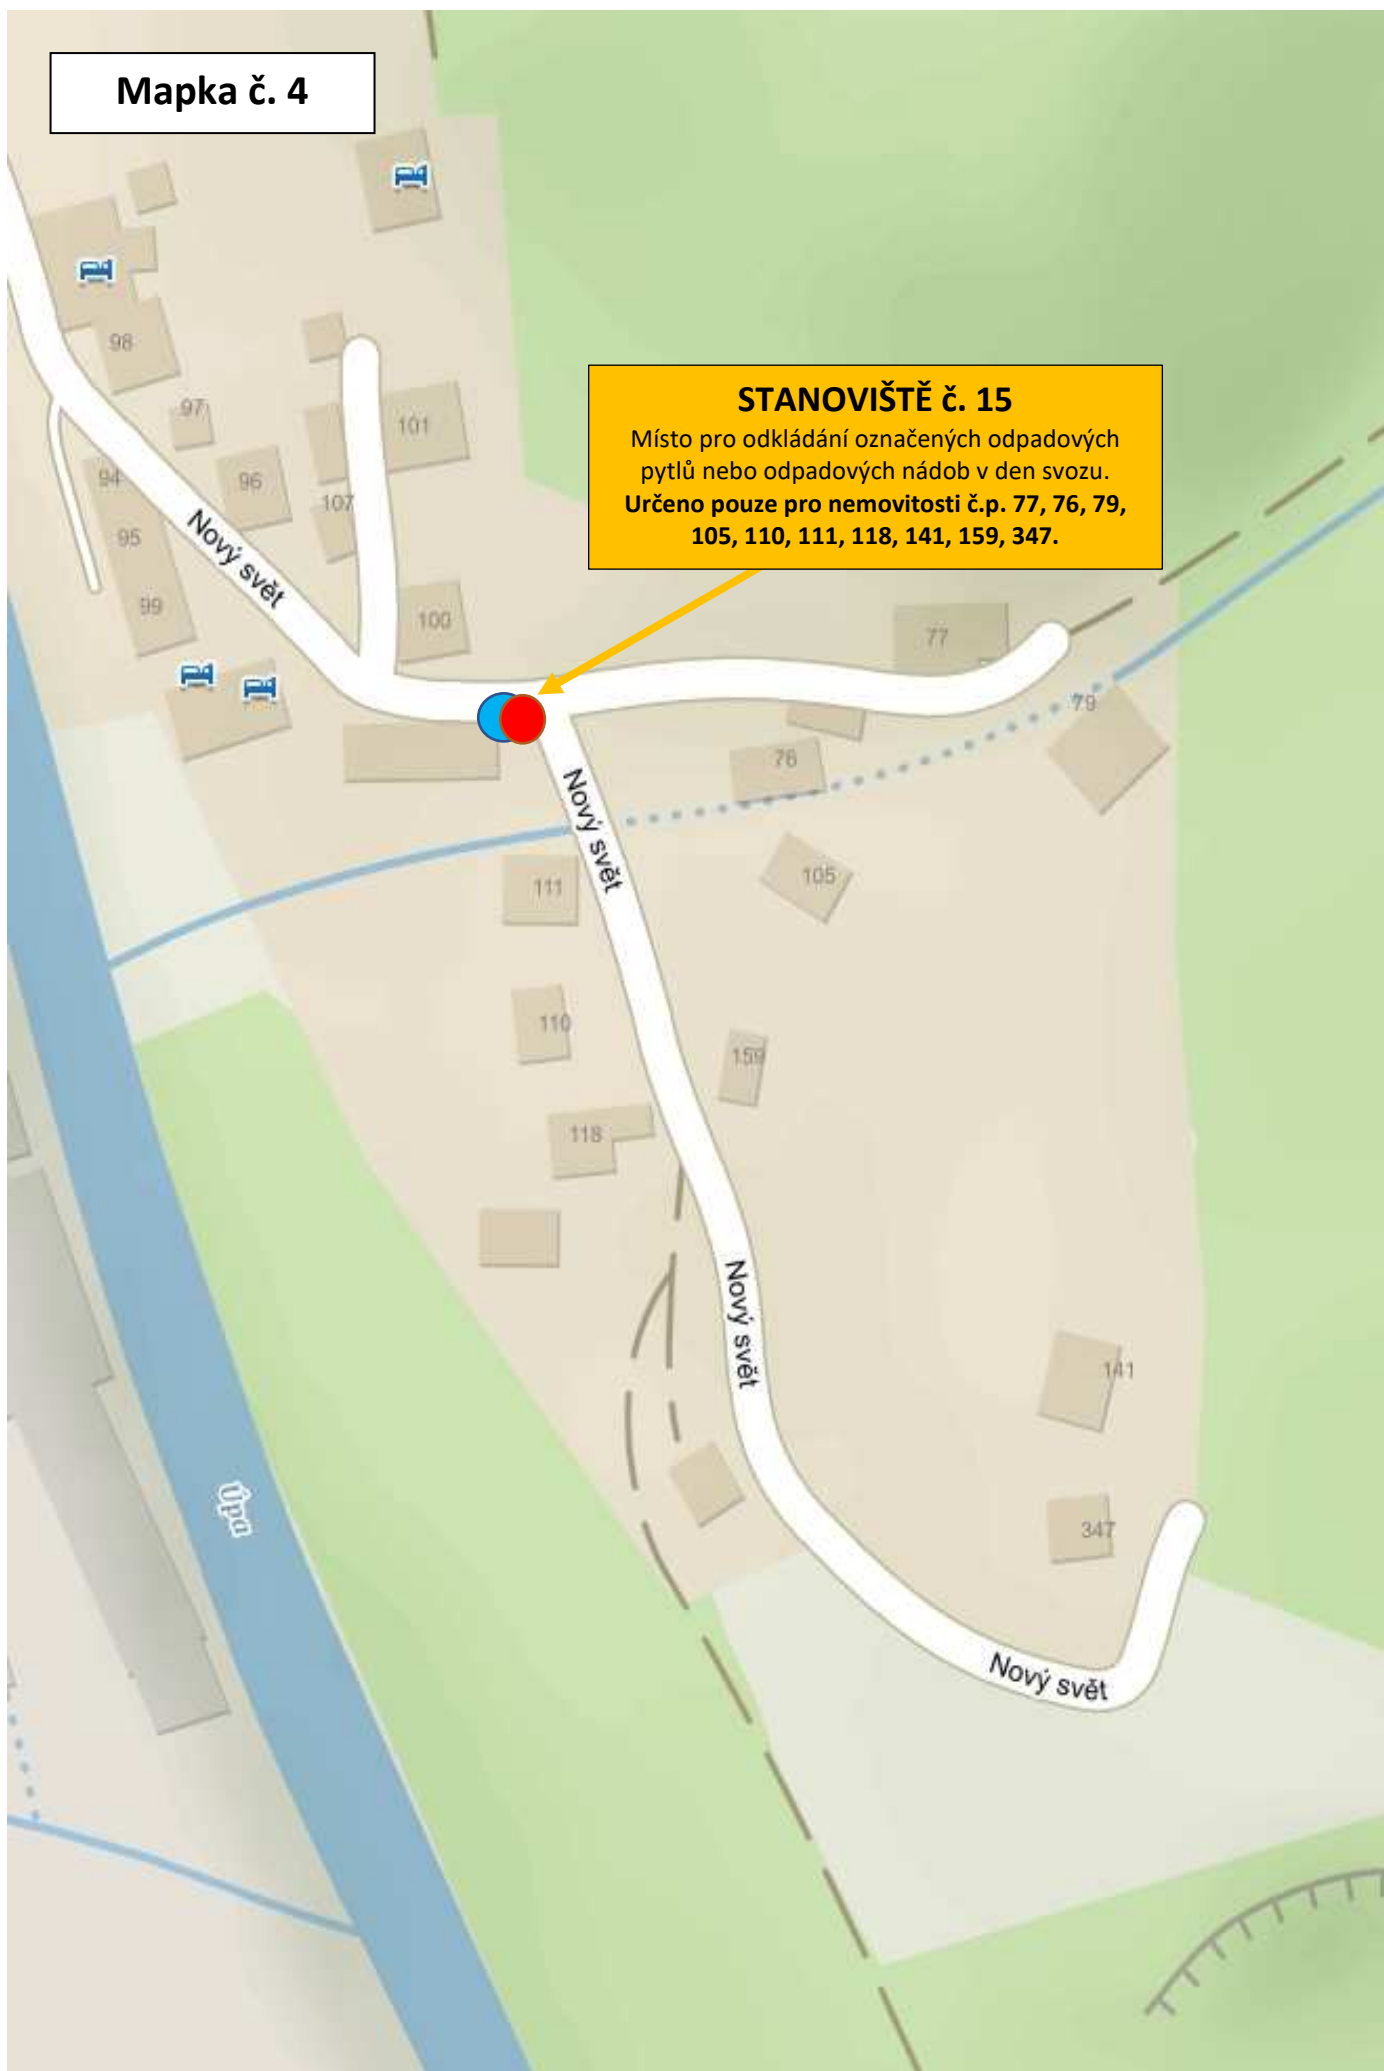 Mapka č. 4
98
97
101
94
96
107
95
Nový svět
99
100
STANOVIŠTĚ č. 15
Místo pro odkládání označených odpadových
pytlů nebo odpadových nádob v den svozu.
Určeno pouze pro nemovitosti č.p. 77, 76, 79,
105, 110, 111, 118, 141, 159, 347.
77
79
76
Nový svět
111
105
110
159
118
Nový svět
141
Úpa
347
Nový svět